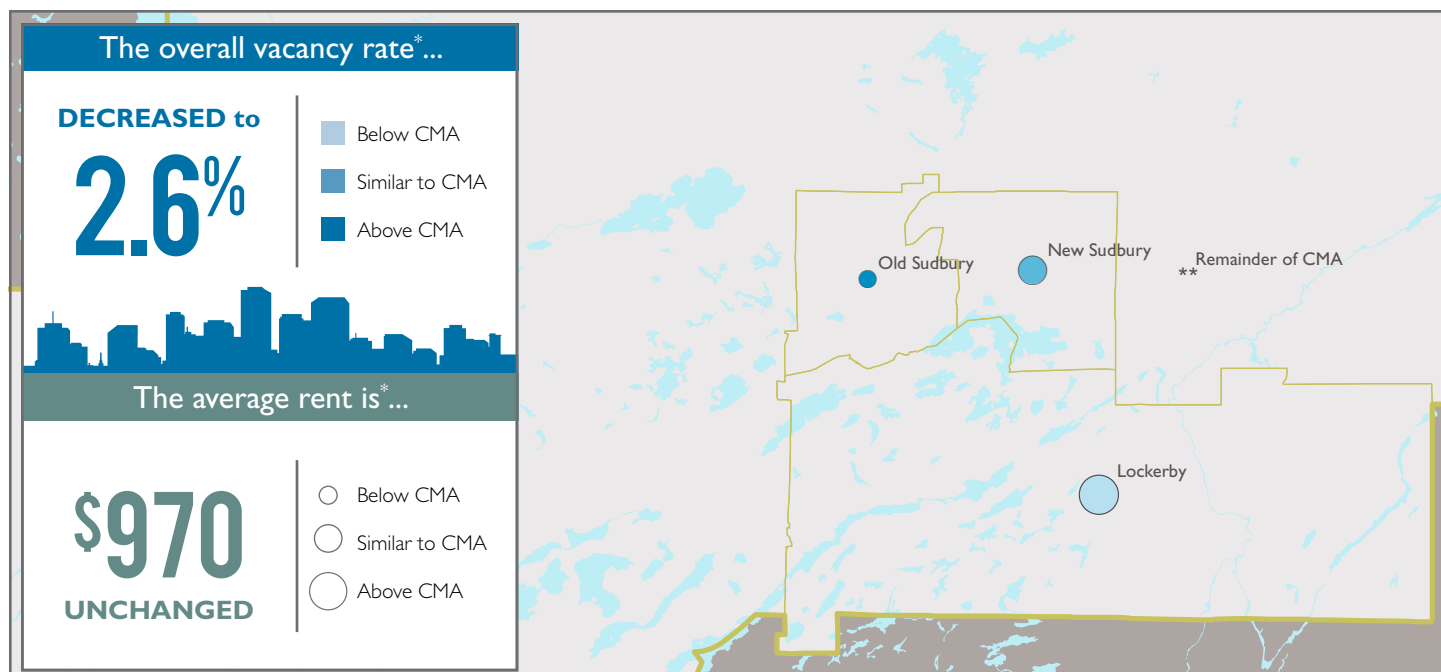 The overall vacancy rate*...
DECREASED to
2.6%
Below CMA
Similar to CMA
Above CMA
The average rent is*...
$970
UNCHANGED
Below CMA
Similar to CMA
Above CMA
Old Sudbury
New Sudbury
**Remainder of CMA
Lockerby